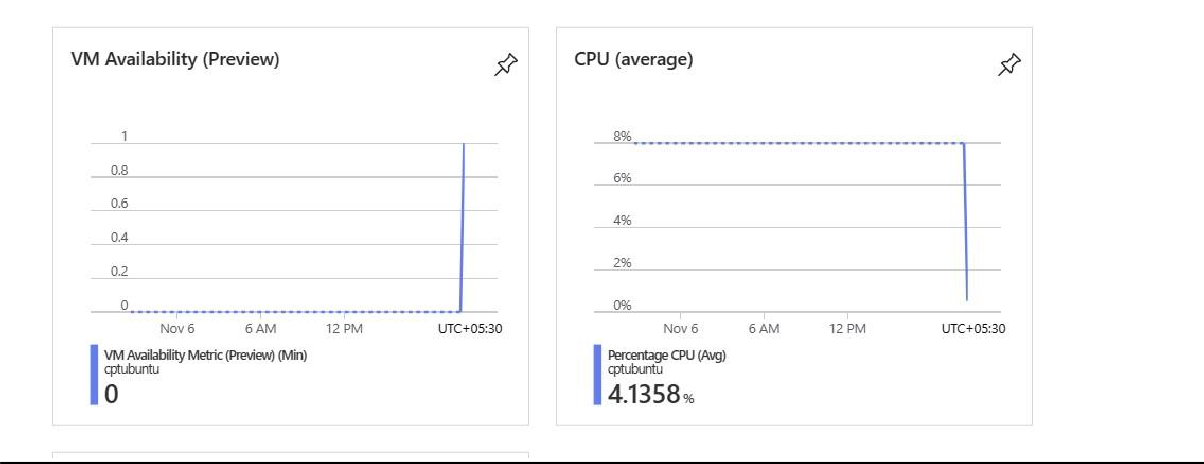 VM Availability (Preview)
1
0.8
0.6
0.4
0.2
0
Nov 6
6 AM
12 PM
UTC+05:30
VM Availability Metric (Preview) (Min)
cptubuntu
0
CPU (average)
8%
6%
4%
2%
0%
Nov 6
6 AM
12 PM
UTC+05:30
Percentage CPU (Avg)
cptubuntu
4.1358 %